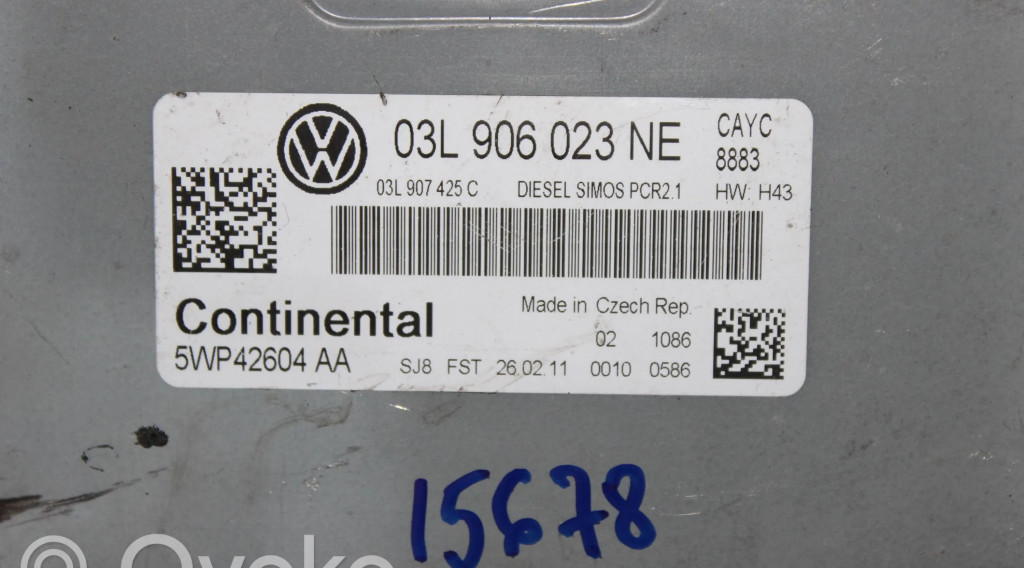 03L 906 023 NE CAYC
8883
03L 907 425 C DIESEL SIMOS PCR2.1 HW: H43
Continental Made in Czech Rep.
02 1086
5WP42604 AA SJ8 FST 26.02.11 0010 0586
15678
Ovoko